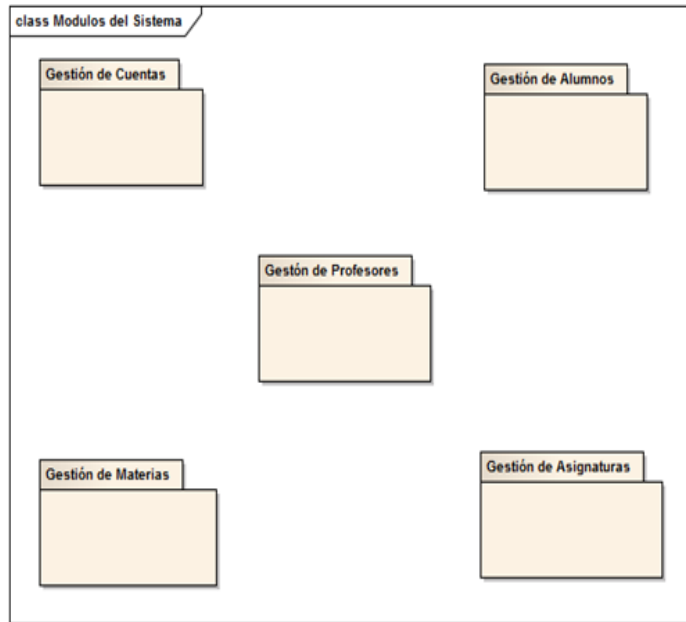 class Modulos del Sistema
Gestión de Cuentas
Gestión de Alumnos
Gestón de Profesores
Gestión de Materias
Gestión de Asignaturas